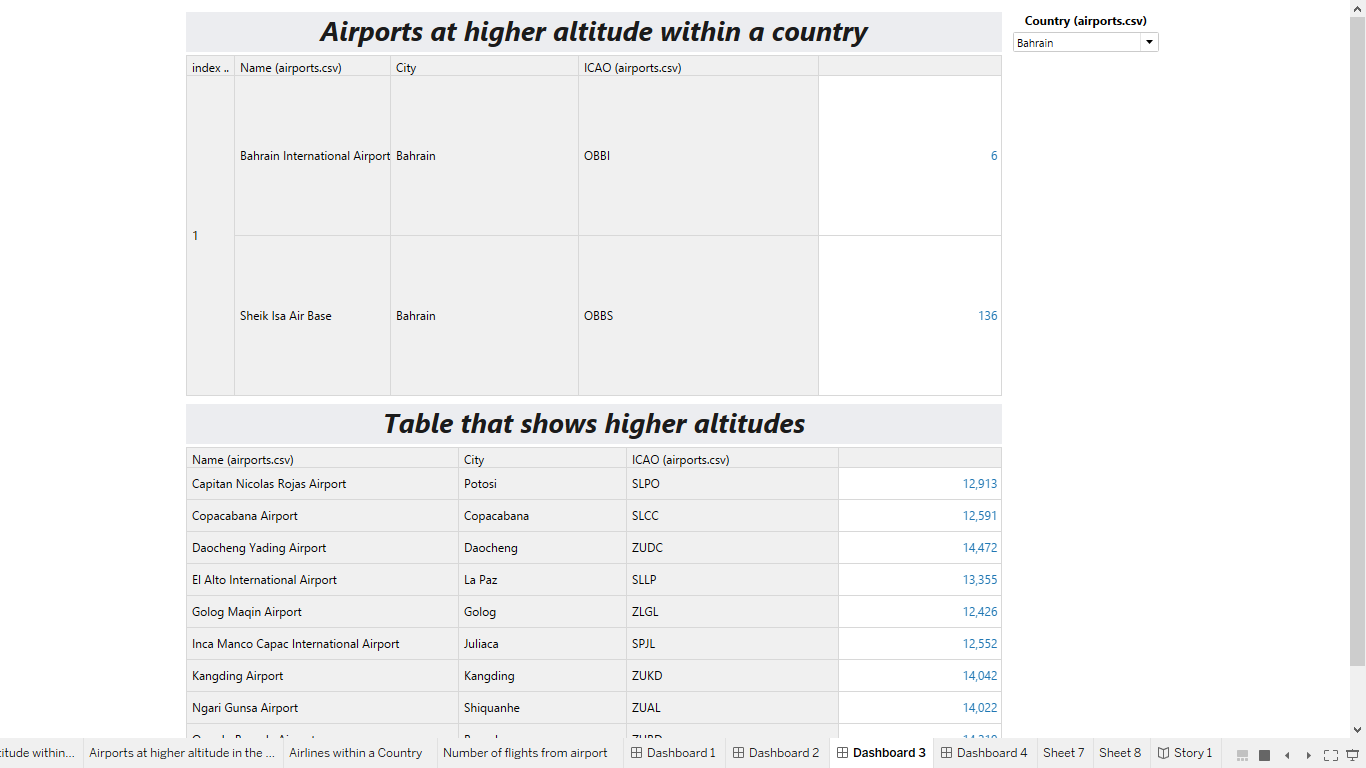 Airports at higher altitude within a country
Country (airports.csv)
Bahrain
index .. Name (airports.csv) City ICAO (airports.csv)
1
Bahrain International Airport Bahrain OBBI 6
Sheik Isa Air Base Bahrain OBBS 136
Table that shows higher altitudes
Name (airports.csv) City ICAO (airports.csv)
Capitan Nicolas Rojas Airport Potosi SLPO 12,913
Copacabana Airport Copacabana SLCC 12,591
Daocheng Yading Airport Daocheng ZUDC 14,472
El Alto International Airport La Paz SLLP 13,355
Golog Maqin Airport Golog ZLGL 12,426
Inca Manco Capac International Airport Juliaca SPJL 12,552
Kangding Airport Kangding ZUKD 14,042
Ngari Gunsa Airport Shiquanhe ZUAL 14,022
titude within... Airports at higher altitude in the ... Airlines within a Country Number of flights from airport Dashboard 1 Dashboard 2 Dashboard 3 Dashboard 4 Sheet 7 Sheet 8 Story 1